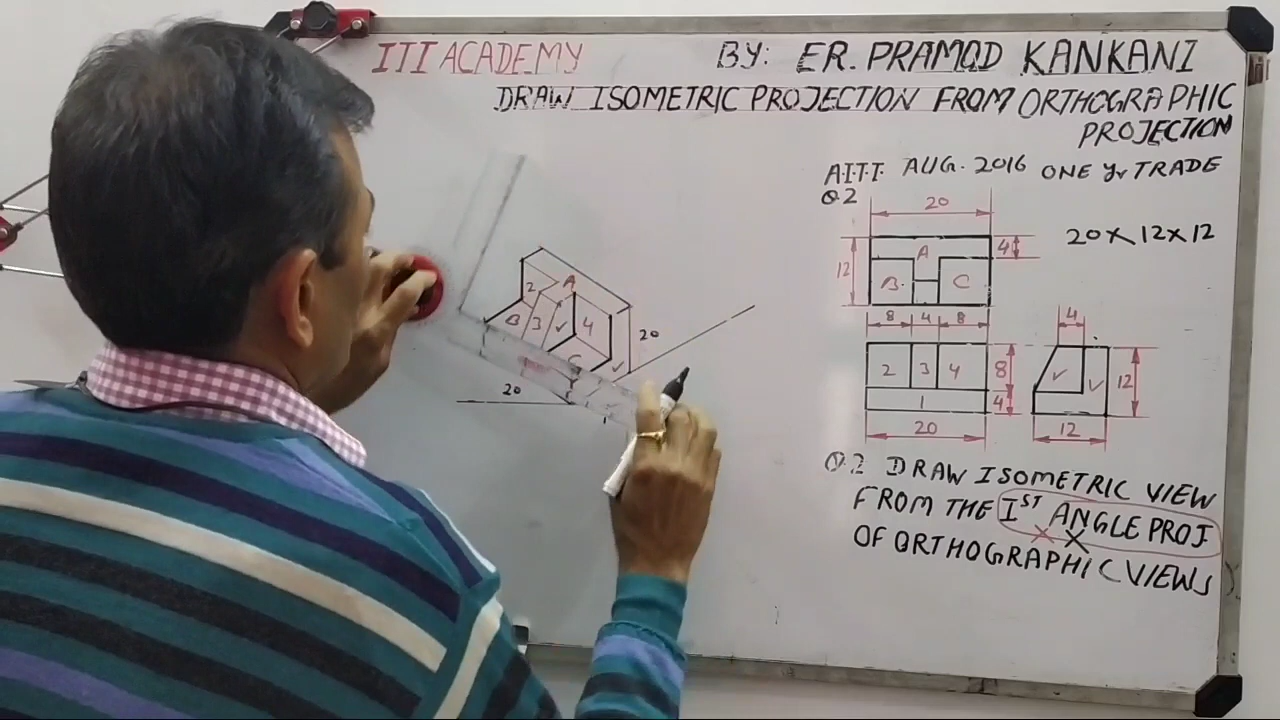 III ACADEMY BY: ER. PRAMOD KANKANI
DRAW ISOMETRIC PROJECTION FROM ORTHOGRAPHIC
PROJECTION
A.I.T.T. AUG. 2016 ONE Yr TRADE
Q2
20
20 X 12 X 12
12
A
4
B
C
8 4 8
4
2 3 4
8
12
1
4
20
12
2
A
B
3
4
C
20
20
Q.2 DRAW ISOMETRIC VIEW
FROM THE IST ANGLE PROJ
OF ORTHOGRAPHIC VIEWS